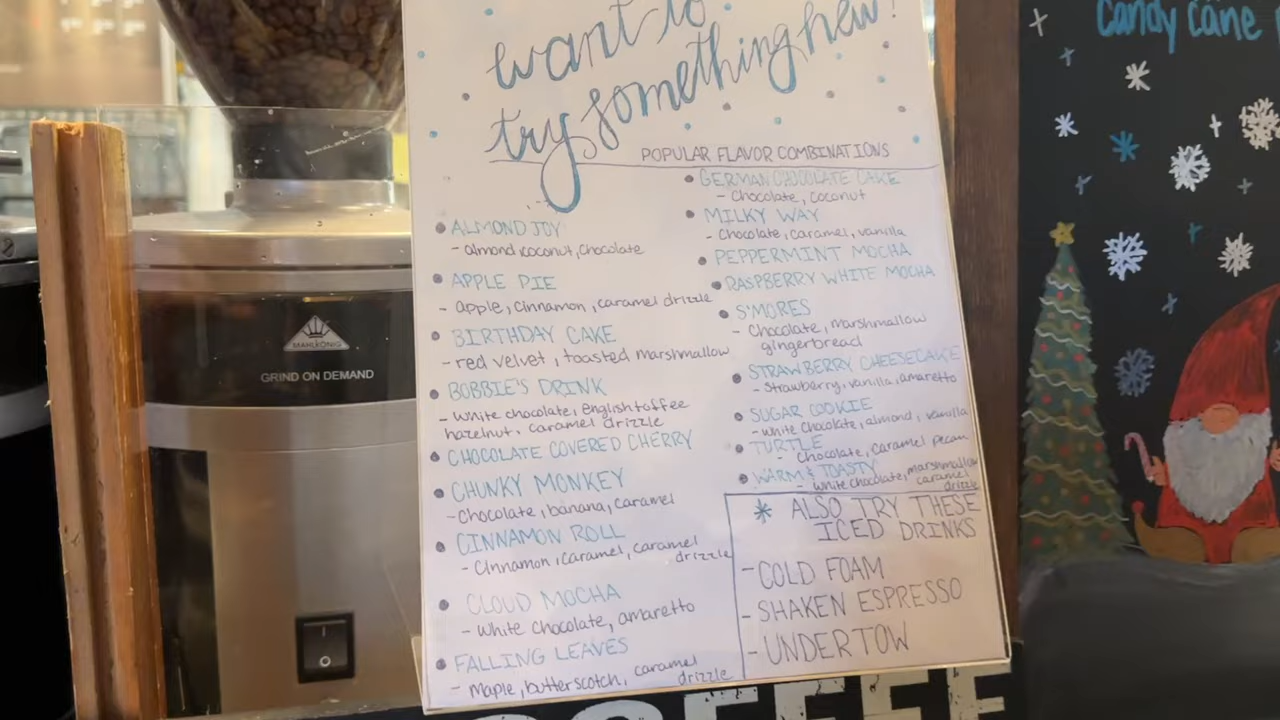 want to
try something new!
POPULAR FLAVOR COMBINATIONS
ALMOND JOY
- almond, coconut, chocolate
APPLE PIE
- apple, cinnamon, caramel drizzle
BIRTHDAY CAKE
- red velvet, toasted marshmallow
BOBBIE'S DRINK
- white chocolate, english toffee
hazelnut, caramel drizzle
CHOCOLATE COVERED CHERRY
CHUNKY MONKEY
- chocolate, banana, caramel
CINNAMON ROLL
- cinnamon, caramel, caramel
drizzle
CLOUD MOCHA
- white chocolate, amaretto
FALLING LEAVES
- maple, butterscotch, caramel
drizzle
GERMAN CHOCOLATE CAKE
- chocolate, coconut
MILKY WAY
- chocolate, caramel, vanilla
PEPPERMINT MOCHA
RASPBERRY WHITE MOCHA
S'MORES
- chocolate, marshmallow
gingerbread
STRAWBERRY CHEESECAKE
- strawberry, vanilla, amaretto
SUGAR COOKIE
- white chocolate, almond, vanilla
TURTLE
- chocolate, caramel pecan
WARM & TOASTY
- white chocolate, marshmallow
caramel
drizzle
* ALSO TRY THESE
ICED DRINKS
- COLD FOAM
- SHAKEN ESPRESSO
- UNDERTOW
MAHLKÖNIG
GRIND ON DEMAND
Candy Cane
COFFEE